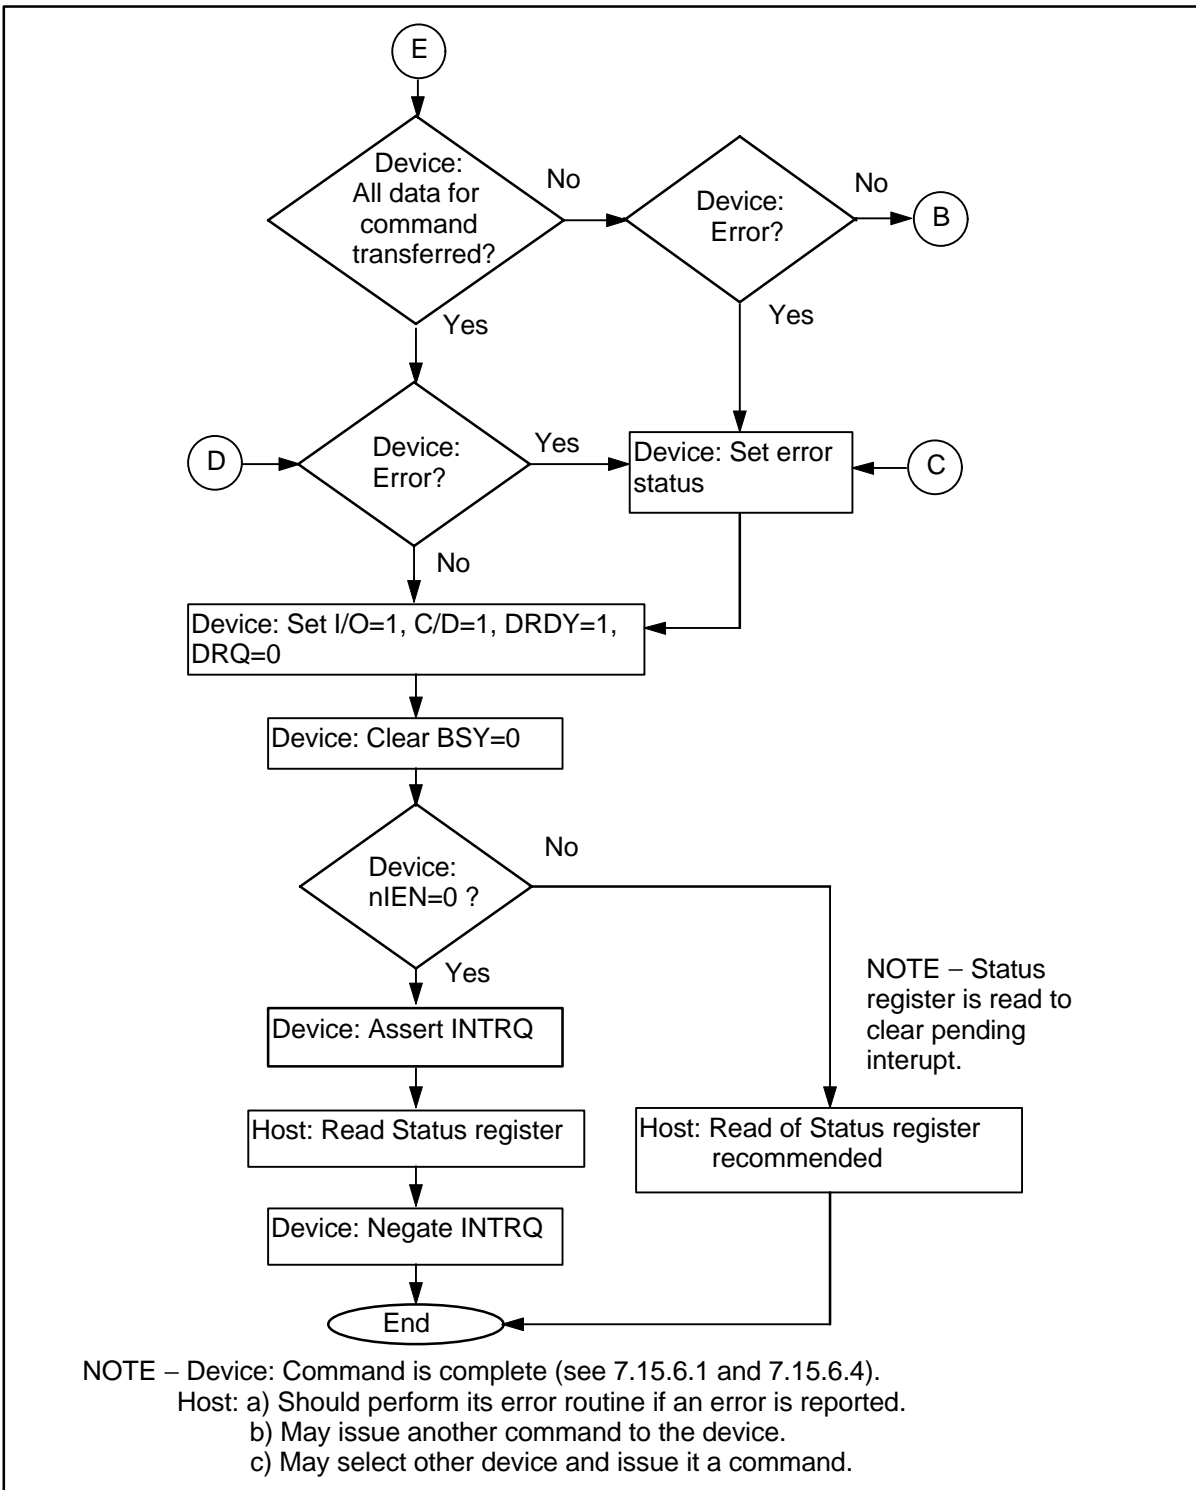 E
Device:
All data for
command
transferred?
No
Device:
Error?
No
B
Yes
Yes
D
Device:
Error?
Yes
Device: Set error
status
C
No
Device: Set I/O=1, C/D=1, DRDY=1,
DRQ=0
Device: Clear BSY=0
Device:
nIEN=0 ?
No
Yes
NOTE – Status
register is read to
clear pending
interupt.
Device: Assert INTRQ
Host: Read Status register
Host: Read of Status register
recommended
Device: Negate INTRQ
End
NOTE – Device: Command is complete (see 7.15.6.1 and 7.15.6.4).
Host: a) Should perform its error routine if an error is reported.
b) May issue another command to the device.
c) May select other device and issue it a command.